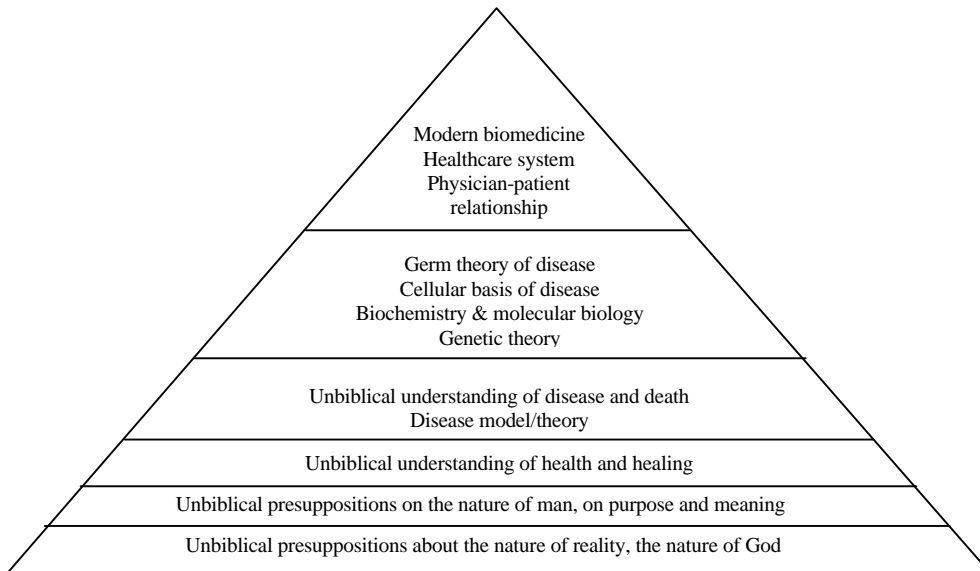 Modern biomedicine
Healthcare system
Physician-patient
relationship
Germ theory of disease
Cellular basis of disease
Biochemistry & molecular biology
Genetic theory
Unbiblical understanding of disease and death
Disease model/theory
Unbiblical understanding of health and healing
Unbiblical presuppositions on the nature of man, on purpose and meaning
Unbiblical presuppositions about the nature of reality, the nature of God